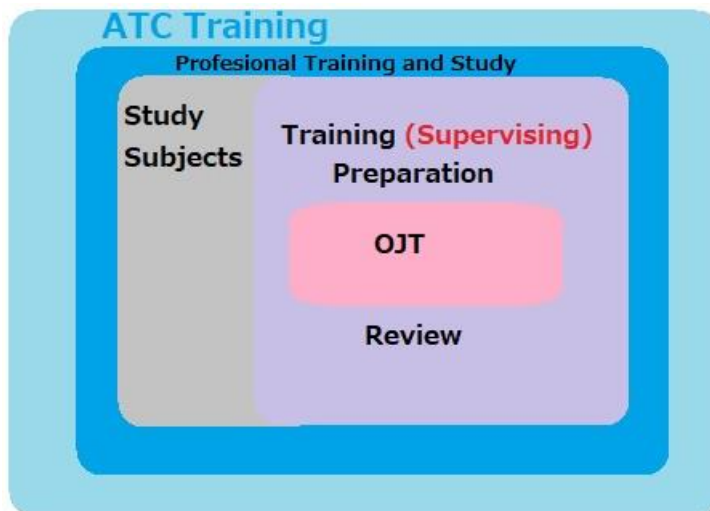 ATC Training
Profesional Training and Study
Study
Subjects
Training (Supervising)
Preparation
OJT
Review